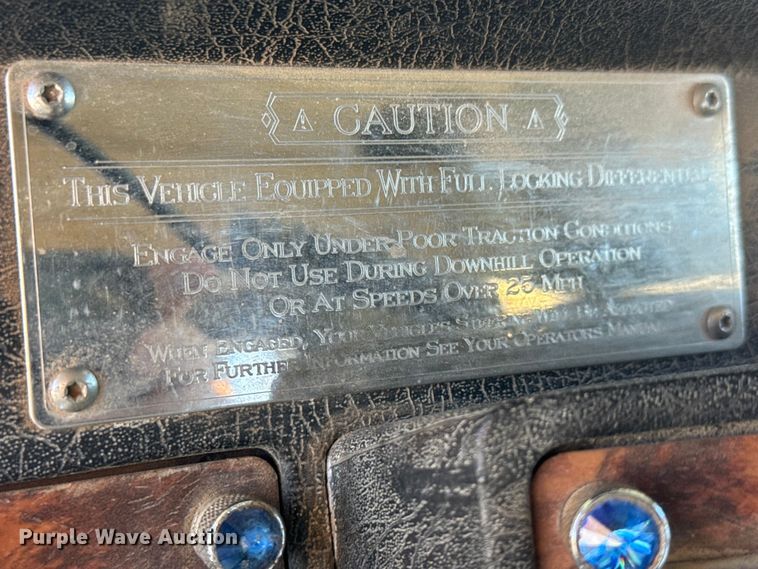 CAUTION
THIS VEHICLE EQUIPPED WITH FULL LOCKING DIFFERENTIAL
ENGAGE ONLY UNDER POOR TRACTION CONDITIONS
DO NOT USE DURING DOWNHILL OPERATION
OR AT SPEEDS OVER 25 MPH
WHEN ENGAGED, YOUR VEHICLE'S STEERING WILL BE AFFECTED
FOR FURTHER INFORMATION SEE YOUR OPERATORS MANUAL
Purple Wave Auction